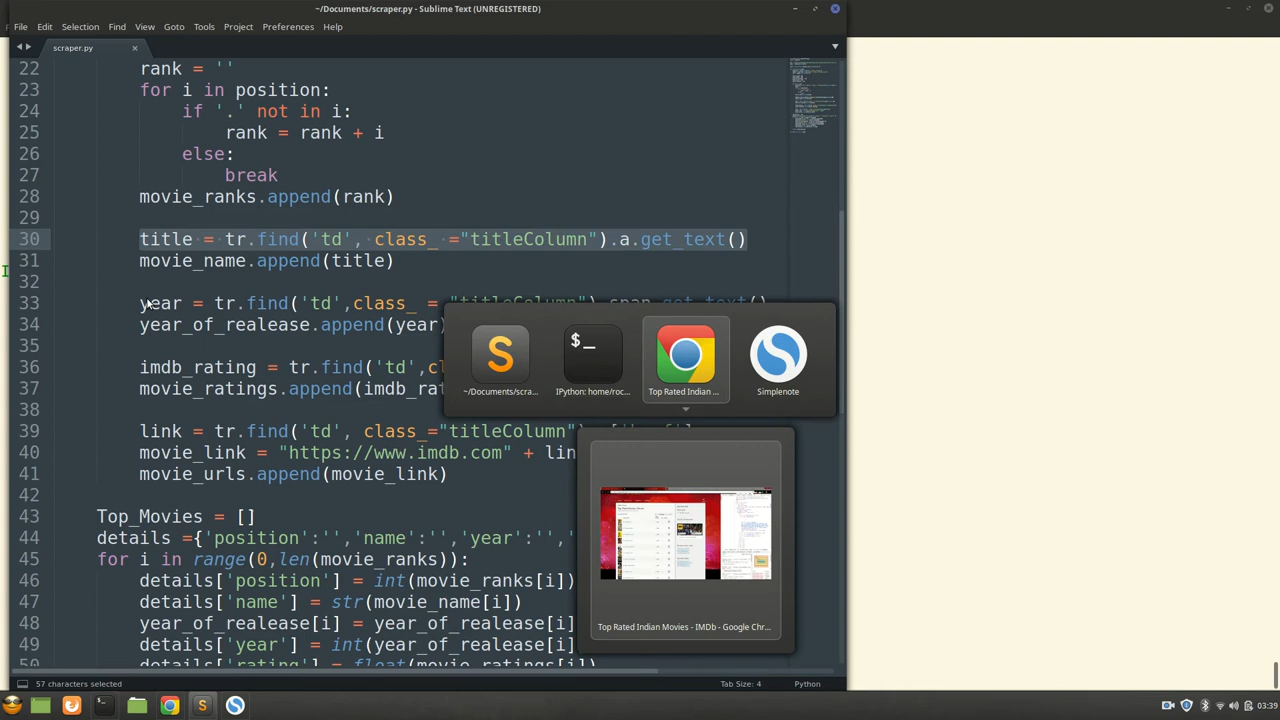 ~/Documents/scraper.py - Sublime Text (UNREGISTERED)
File Edit Selection Find View Goto Tools Project Preferences Help
scraper.py
22 rank = ''
23 for i in position:
24 if '.' not in i:
25 rank = rank + i
26 else:
27 break
28 movie_ranks.append(rank)
29
30 title = tr.find('td', class_ ="titleColumn").a.get_text()
31 movie_name.append(title)
32
33 year = tr.find('td',class_ = "titleColumn").span.get_text()
34 year_of_realease.append(year)
35
36 imdb_rating = tr.find('td',cl
37 movie_ratings.append(imdb_rat
38
39 link = tr.find('td', class_="titleColumn")
40 movie_link = "https://www.imdb.com" + lin
41 movie_urls.append(movie_link)
42
43 Top_Movies = []
44 details ={'position':'','name':'','year':'','
for i in range(0,len(movie_ranks)):
details['position'] = int(movie_ranks[i])
47 details['name'] = str(movie_name[i])
48 year_of_realease[i] = year_of_realease[i]
49 details['year'] = int(year_of_realease[i]
50 details['rating'] = float(movie_ratings[i])
~/Documents/scra...
IPython: home/roc...
Top Rated Indian ...
Simplenote
Top Rated Indian Movies - IMDb - Google Chr...
57 characters selected
Tab Size: 4
Python
03:39